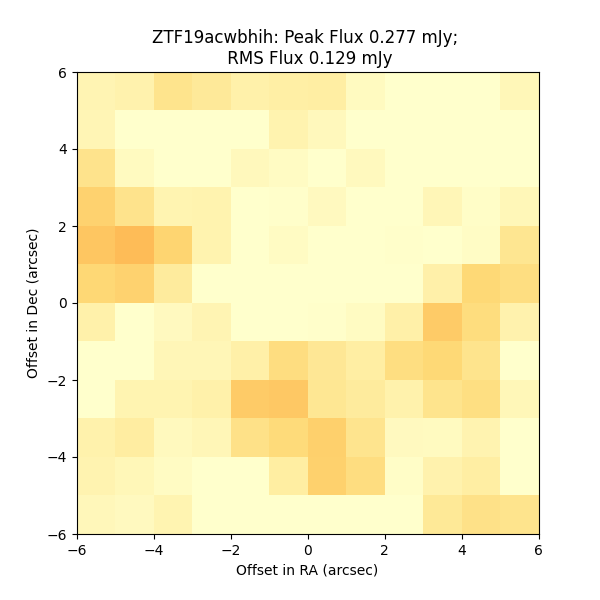 ZTF19acwbhih: Peak Flux 0.277 mJy;
RMS Flux 0.129 mJy
6
4
2
0
−2
−4
−6
Offset in Dec (arcsec)
−6 −4 −2 0 2 4 6
Offset in RA (arcsec)